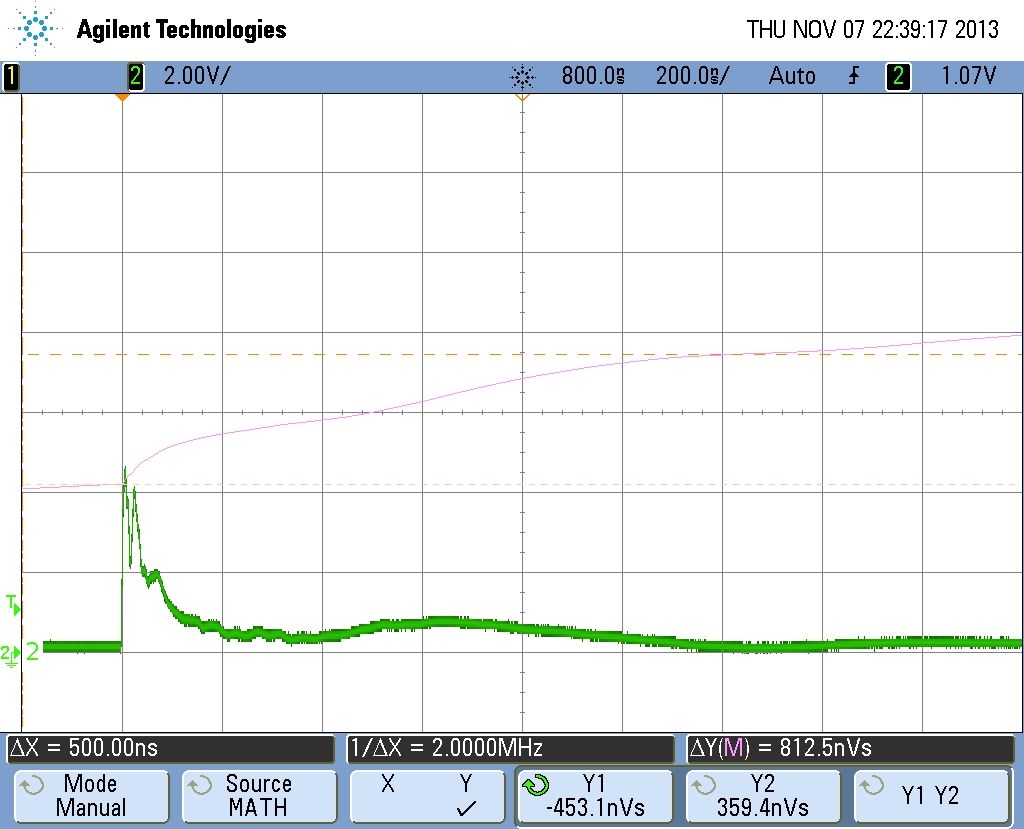 Agilent Technologies
THU NOV 07 22:39:17 2013
1 2 2.00V/ 800.0ns 200.0ns/ Auto 2 1.07V
T
2 2
ΔX = 500.00ns 1/ΔX = 2.0000MHz ΔY(M) = 812.5nVs
Mode Source X Y Y1 Y2 Y1 Y2
Manual MATH ✓ -453.1nVs 359.4nVs